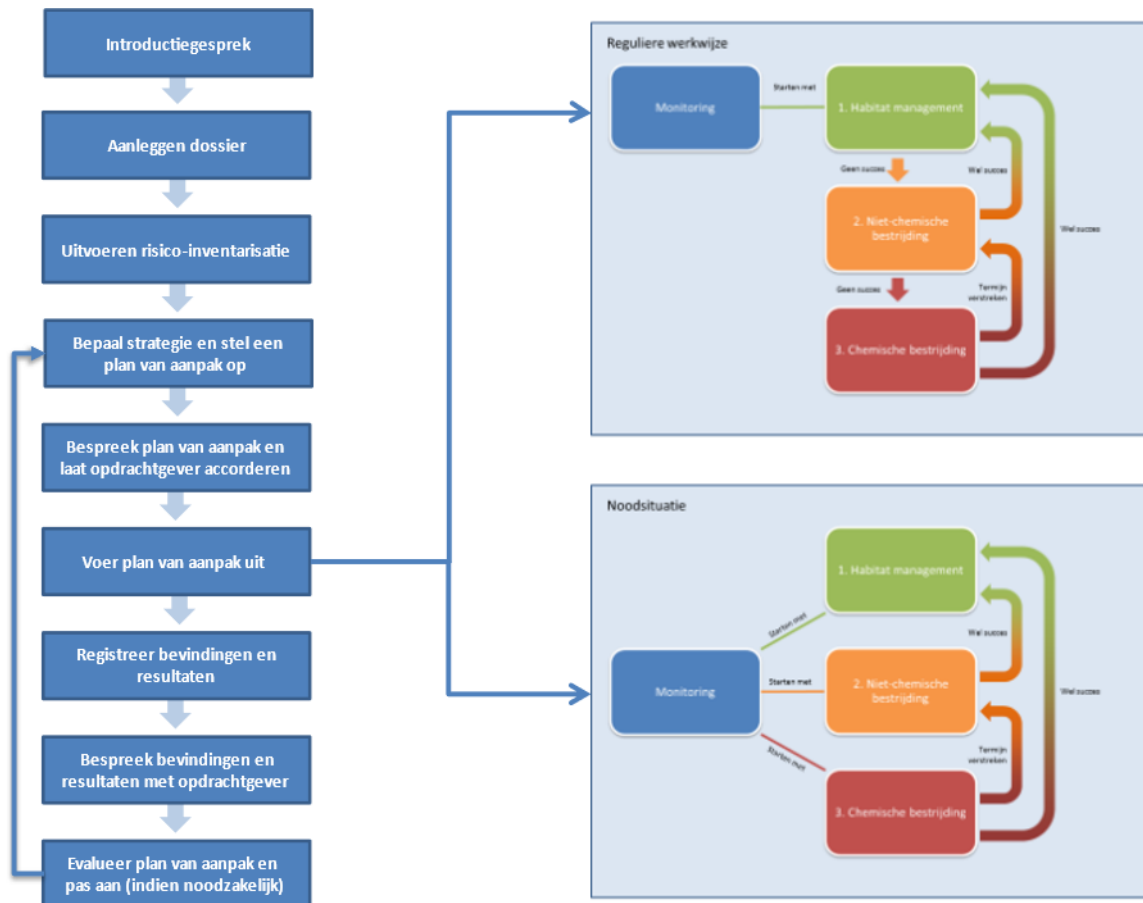 Introductiegesprek
Aanleggen dossier
Uitvoeren risico-inventarisatie
Bepaal strategie en stel een
plan van aanpak op
Bespreek plan van aanpak en
laat opdrachtgever accorderen
Voer plan van aanpak uit
Registreer bevindingen en
resultaten
Bespreek bevindingen en
resultaten met opdrachtgever
Evalueer plan van aanpak en
pas aan (indien noodzakelijk)
Reguliere werkwijze
Monitoring
Starten met
1. Habitat management
Geen succes
Wel succes
2. Niet-chemische
bestrijding
Wel succes
Geen succes
Termijn
verstreken
3. Chemische bestrijding
Noodsituatie
1. Habitat management
Starten met
Wel succes
Monitoring
Starten met
2. Niet-chemische
bestrijding
Wel succes
Starten met
Termijn
verstreken
3. Chemische bestrijding